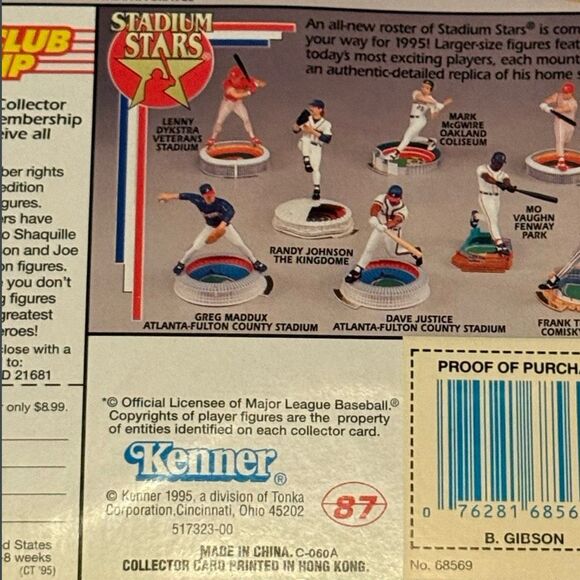 CLUB
STADIUM
STARS®
An all-new roster of Stadium Stars® is com
your way for 1995! Larger-size figures feat
today's most exciting players, each mount
an authentic-detailed replica of his home s
Collector
embership
eive all
ber rights
edition
gures.
rs have
o Shaquille
on and Joe
on figures.
you don't
g figures
greatest
eroes!
close with a
to:
D 21681
only $8.99.
d States
-8 weeks
(CT '95)
LENNY
DYKSTRA
VETERANS
STADIUM
MARK
McGWIRE
OAKLAND
COLISEUM
RANDY JOHNSON
THE KINGDOME
MO
VAUGHN
FENWAY
PARK
GREG MADDUX
ATLANTA-FULTON COUNTY STADIUM
DAVE JUSTICE
ATLANTA-FULTON COUNTY STADIUM
FRANK T
COMISK
*© Official Licensee of Major League Baseball.®
Copyrights of player figures are the property
of entities identified on each collector card.
Kenner®
© Kenner 1995, a division of Tonka
Corporation,Cincinnati, Ohio 45202
517323-00
87
MADE IN CHINA. C-060A
COLLECTOR CARD PRINTED IN HONG KONG.
PROOF OF PURCHA
0 76281 6856
B. GIBSON
No. 68569